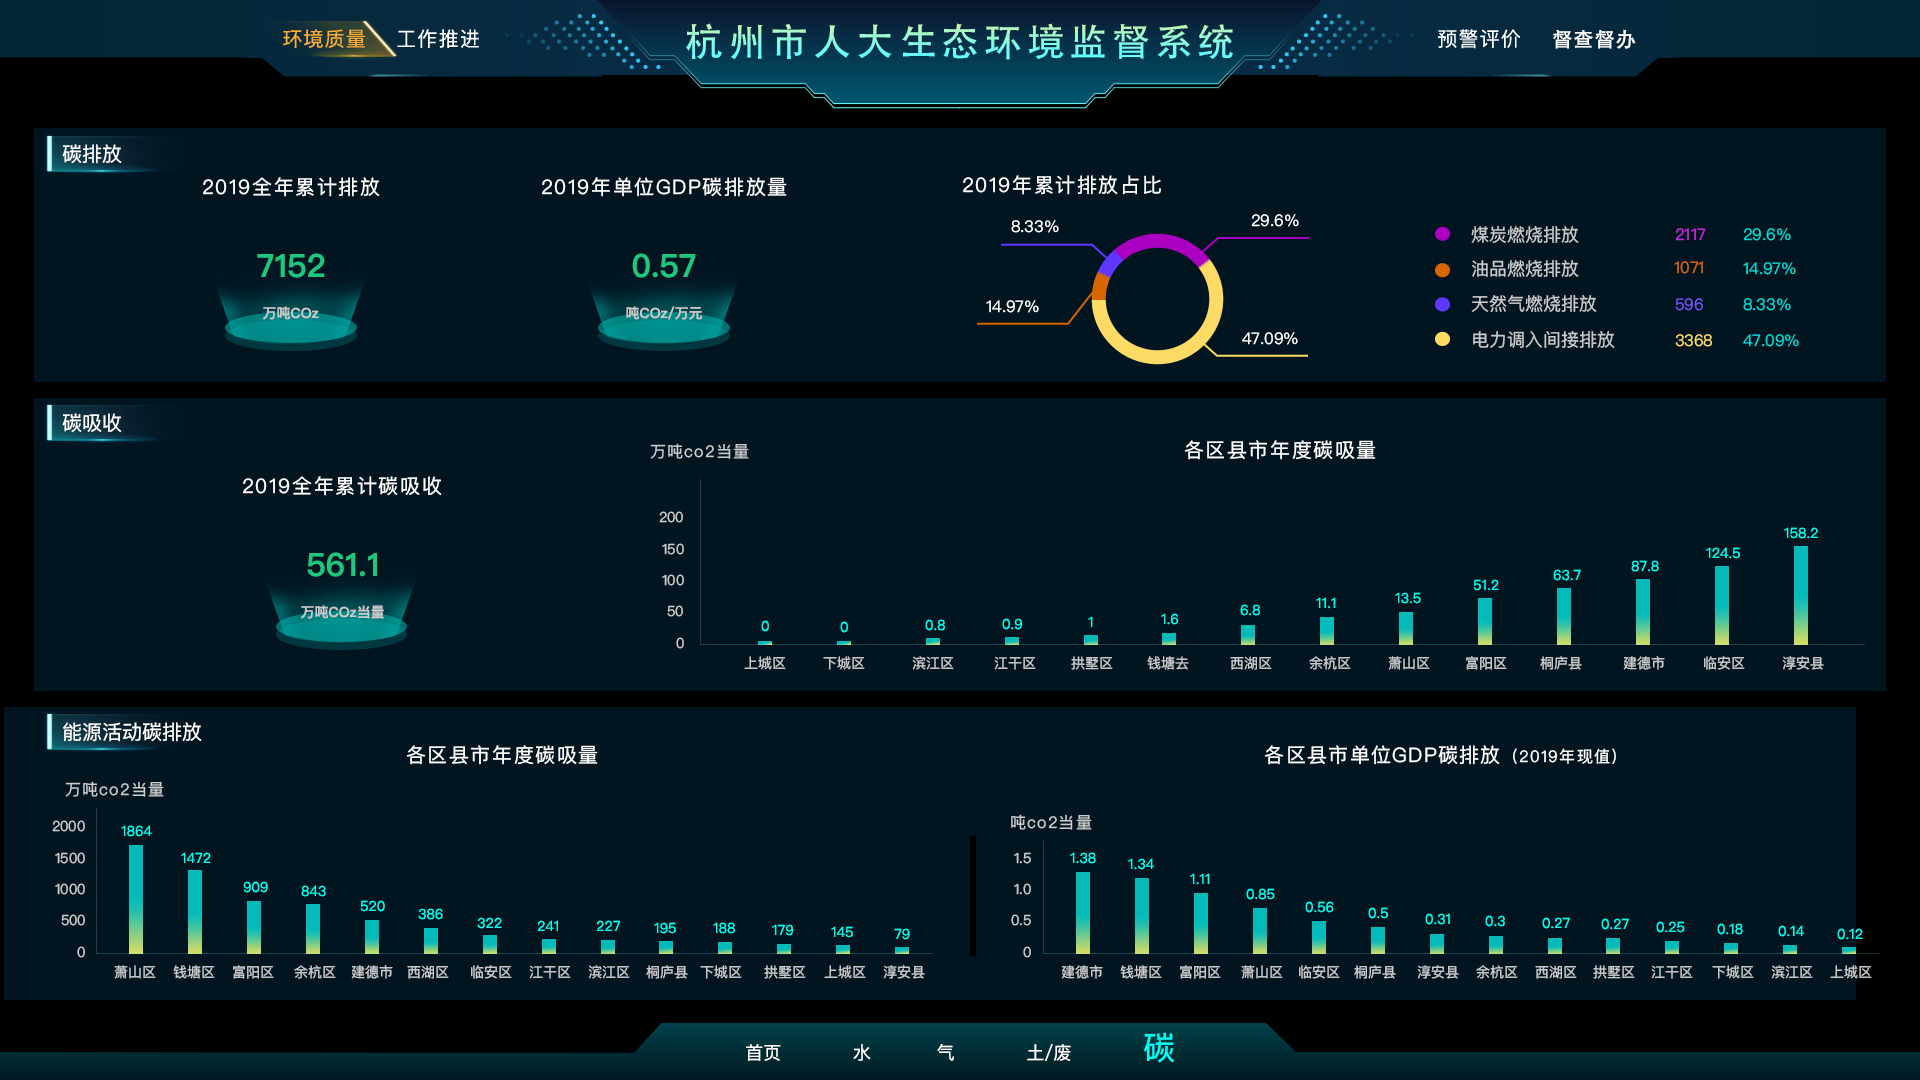 环境质量 工作推进 杭州市人大生态环境监督系统 预警评价 督查督办
碳排放
2019全年累计排放
7152
万吨COz
2019年单位GDP碳排放量
0.57
吨COz/万元
2019年累计排放占比
8.33%
29.6%
14.97%
47.09%
煤炭燃烧排放 2117 29.6%
油品燃烧排放 1071 14.97%
天然气燃烧排放 596 8.33%
电力调入间接排放 3368 47.09%
碳吸收
2019全年累计碳吸收
561.1
万吨COz当量
万吨co2当量
各区县市年度碳吸量
200
150
100
50
0
0 0 0.8 0.9 1 1.6 6.8 11.1 13.5 51.2 63.7 87.8 124.5 158.2
上城区 下城区 滨江区 江干区 拱墅区 钱塘去 西湖区 余杭区 萧山区 富阳区 桐庐县 建德市 临安区 淳安县
能源活动碳排放
各区县市年度碳吸量
万吨co2当量
2000
1500
1000
500
0
1864 1472 909 843 520 386 322 241 227 195 188 179 145 79
萧山区 钱塘区 富阳区 余杭区 建德市 西湖区 临安区 江干区 滨江区 桐庐县 下城区 拱墅区 上城区 淳安县
各区县市单位GDP碳排放（2019年现值）
吨co2当量
1.5
1.0
0.5
0
1.38 1.34 1.11 0.85 0.56 0.5 0.31 0.3 0.27 0.27 0.25 0.18 0.14 0.12
建德市 钱塘区 富阳区 萧山区 临安区 桐庐县 淳安县 余杭区 西湖区 拱墅区 江干区 下城区 滨江区 上城区
首页 水 气 土/废 碳